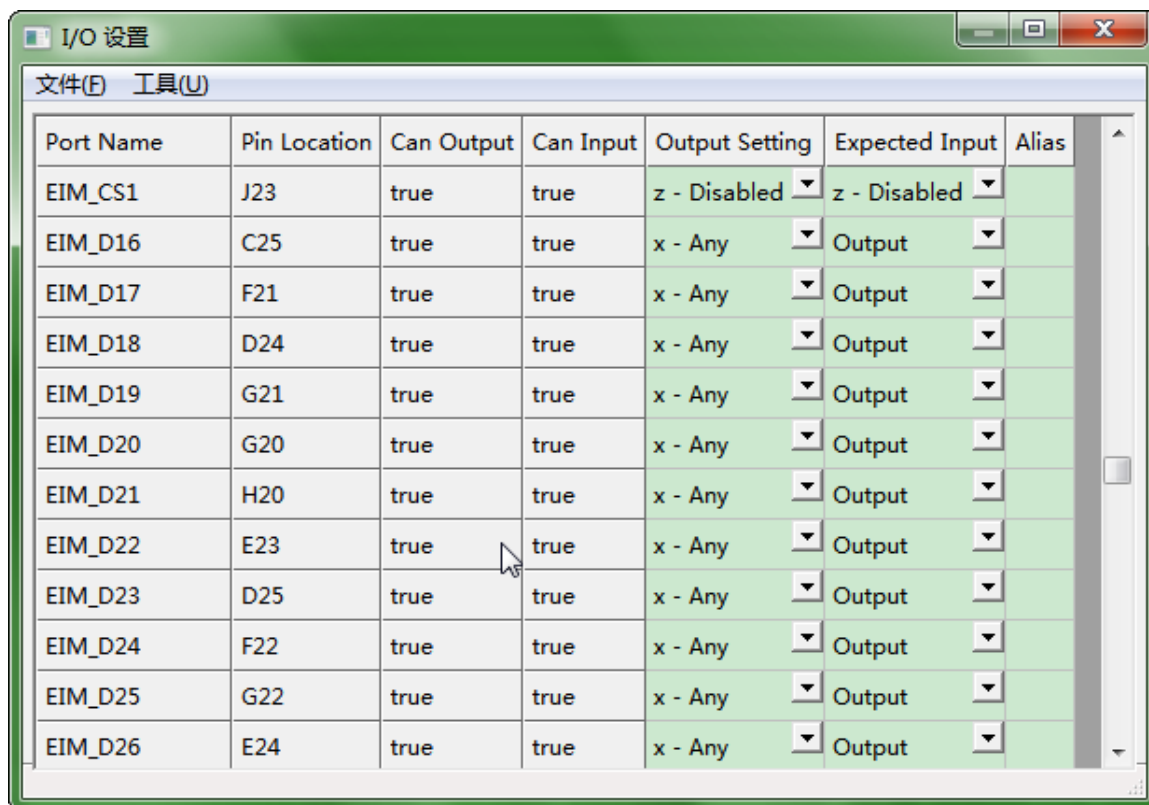 I/O 设置
文件(F) 工具(U)
Port Name Pin Location Can Output Can Input Output Setting Expected Input Alias
EIM_CS1 J23 true true z - Disabled z - Disabled
EIM_D16 C25 true true x - Any Output
EIM_D17 F21 true true x - Any Output
EIM_D18 D24 true true x - Any Output
EIM_D19 G21 true true x - Any Output
EIM_D20 G20 true true x - Any Output
EIM_D21 H20 true true x - Any Output
EIM_D22 E23 true true x - Any Output
EIM_D23 D25 true true x - Any Output
EIM_D24 F22 true true x - Any Output
EIM_D25 G22 true true x - Any Output
EIM_D26 E24 true true x - Any Output